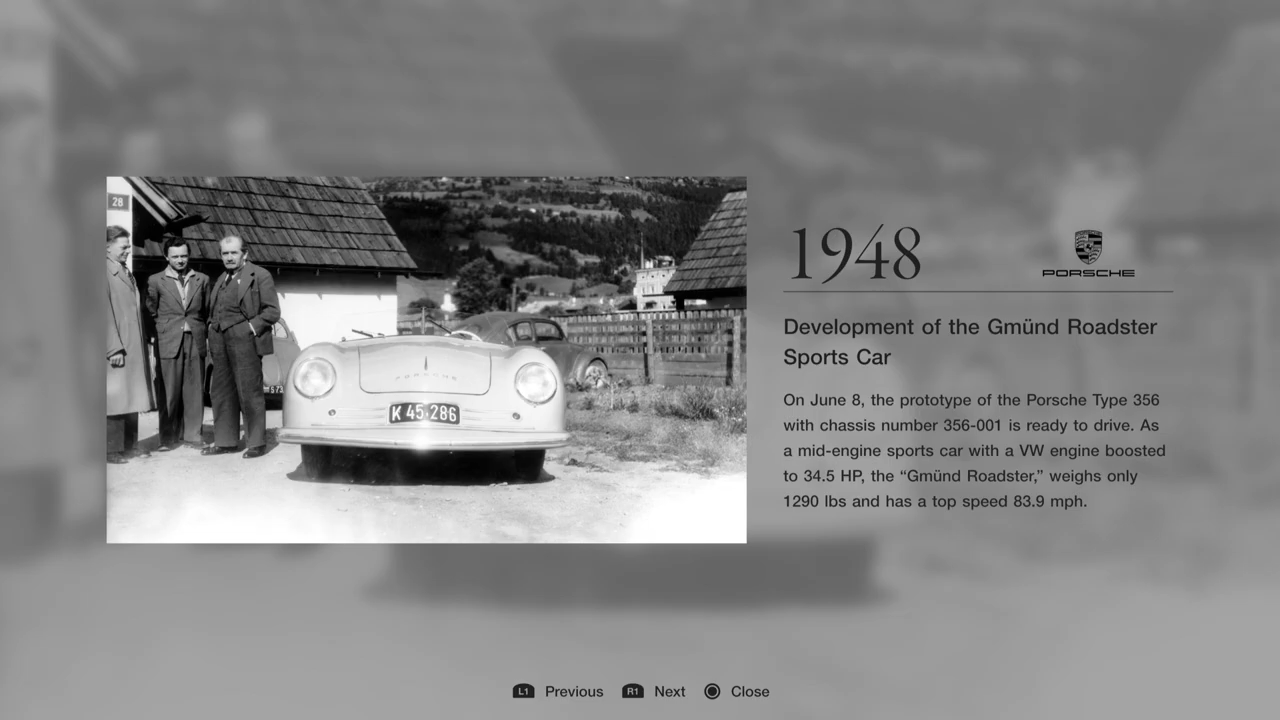 28
PORSCHE
K 45·286
1948
PORSCHE
Development of the Gmünd Roadster
Sports Car
On June 8, the prototype of the Porsche Type 356
with chassis number 356-001 is ready to drive. As
a mid-engine sports car with a VW engine boosted
to 34.5 HP, the “Gmünd Roadster,” weighs only
1290 lbs and has a top speed 83.9 mph.
L1 Previous R1 Next Close